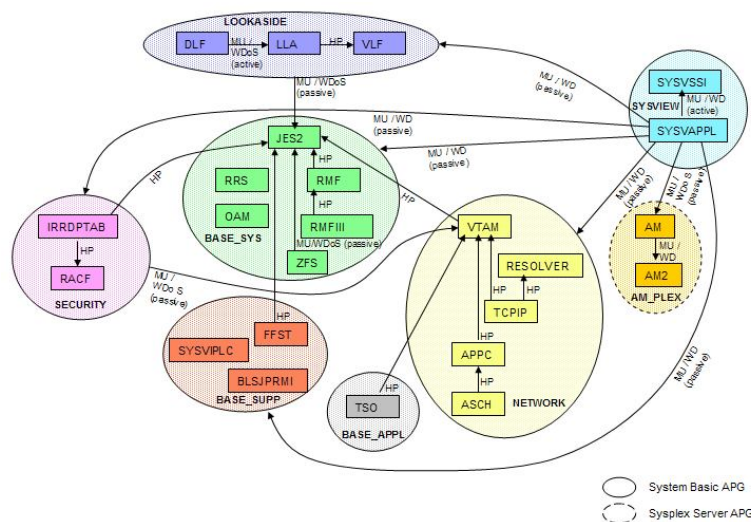 LOOKASIDE
DLF
MU /
WDoS
(active)
LLA
HP
VLF
MU / WDoS
(passive)
MU / WD
(passive)
SYSVSSI
SYSVIEW
MU / WD
(active)
SYSVAPPL
MU / WD
(passive)
MU / WD
(passive)
JES2
RRS
HP
RMF
OAM
HP
RMFIII
BASE_SYS
MU/WDoS (passive)
ZFS
HP
IRRDPTAB
HP
RACF
SECURITY
MU /
WDoS
(passive)
HP
VTAM
RESOLVER
HP
HP
TCPIP
HP
APPC
HP
ASCH
NETWORK
MU / WD
(passive)
MU /
WDoS
(passive)
AM
MU /
WD
AM2
AM_PLEX
MU / WD
(passive)
HP
FFST
SYSVIPLC
BLSJPRMI
BASE_SUPP
HP
TSO
BASE_APPL
System Basic APG
Sysplex Server APG